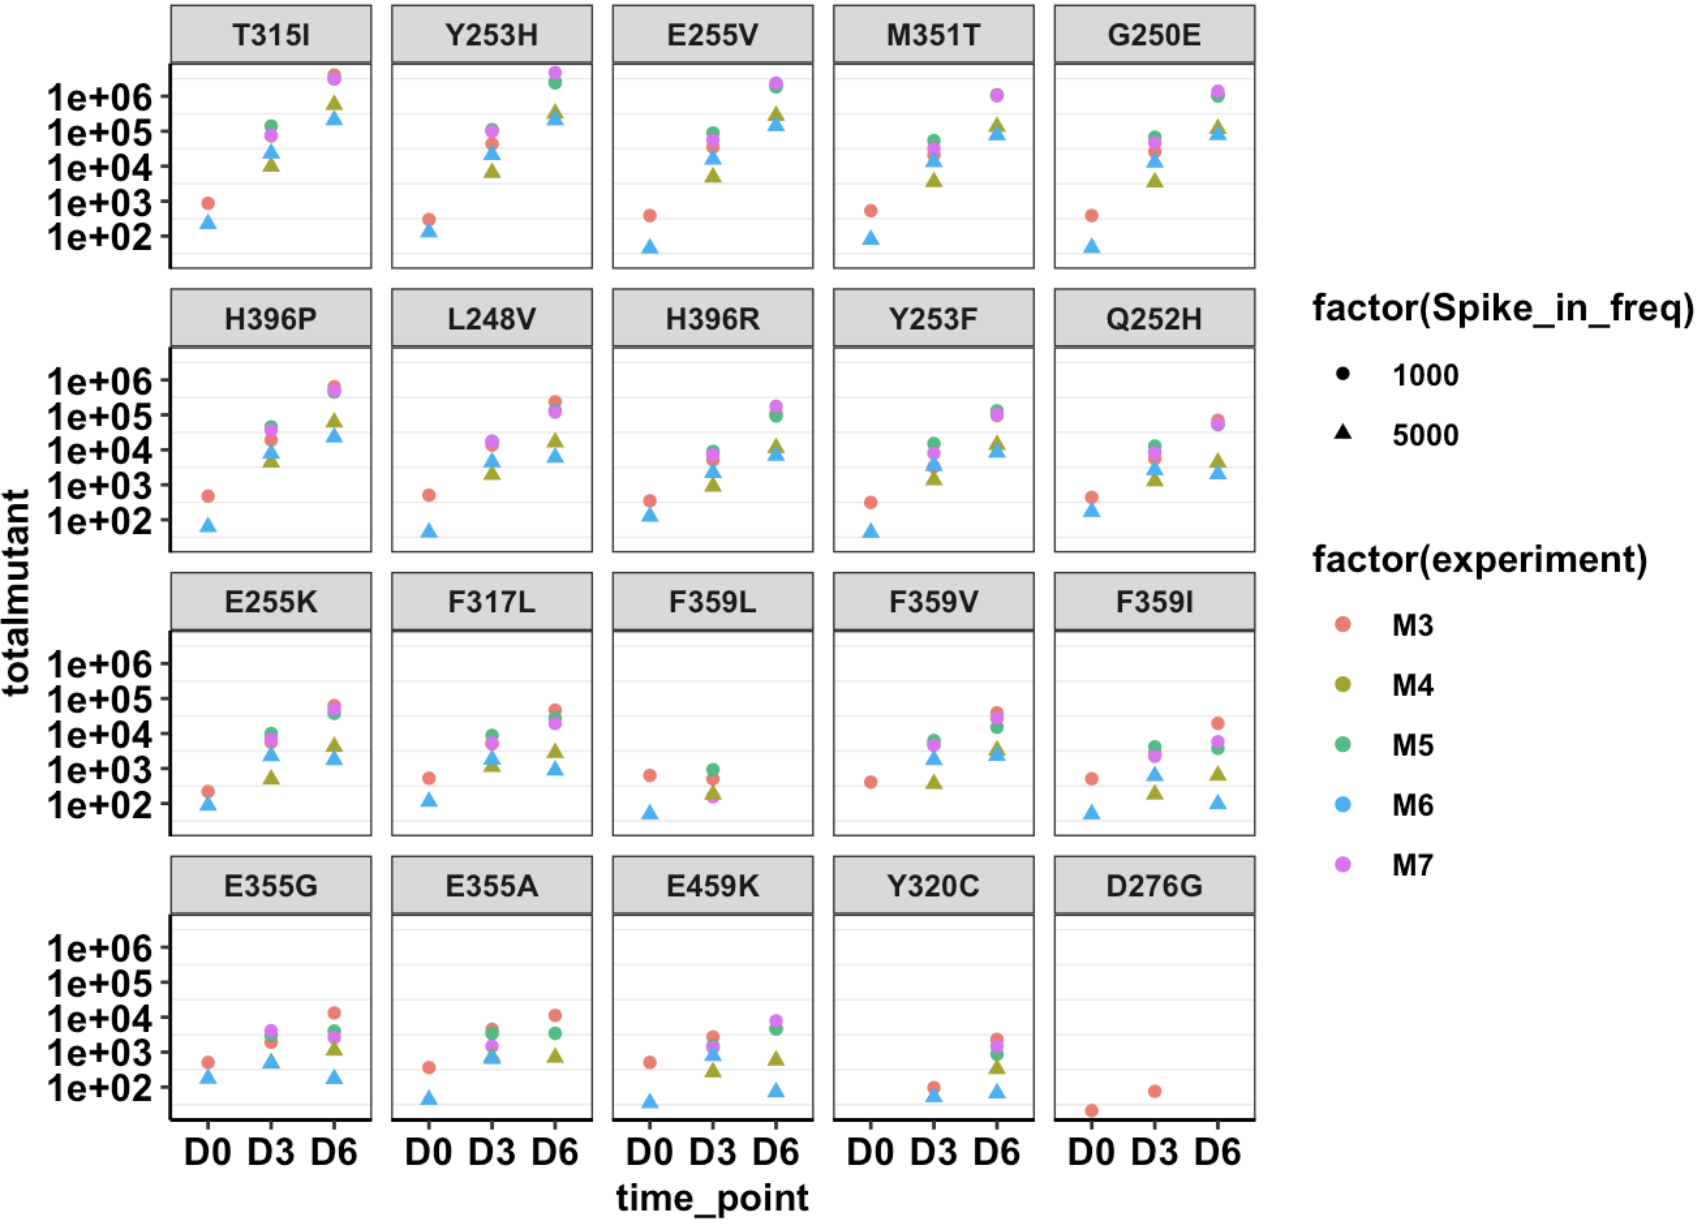 T315I Y253H E255V M351T G250E
1e+06
1e+05
1e+04
1e+03
1e+02
H396P L248V H396R Y253F Q252H
1e+06
1e+05
1e+04
1e+03
1e+02
E255K F317L F359L F359V F359I
1e+06
1e+05
1e+04
1e+03
1e+02
E355G E355A E459K Y320C D276G
1e+06
1e+05
1e+04
1e+03
1e+02
D0 D3 D6 D0 D3 D6 D0 D3 D6 D0 D3 D6 D0 D3 D6
time_point
totalmutant
factor(Spike_in_freq)
1000
5000
factor(experiment)
M3
M4
M5
M6
M7